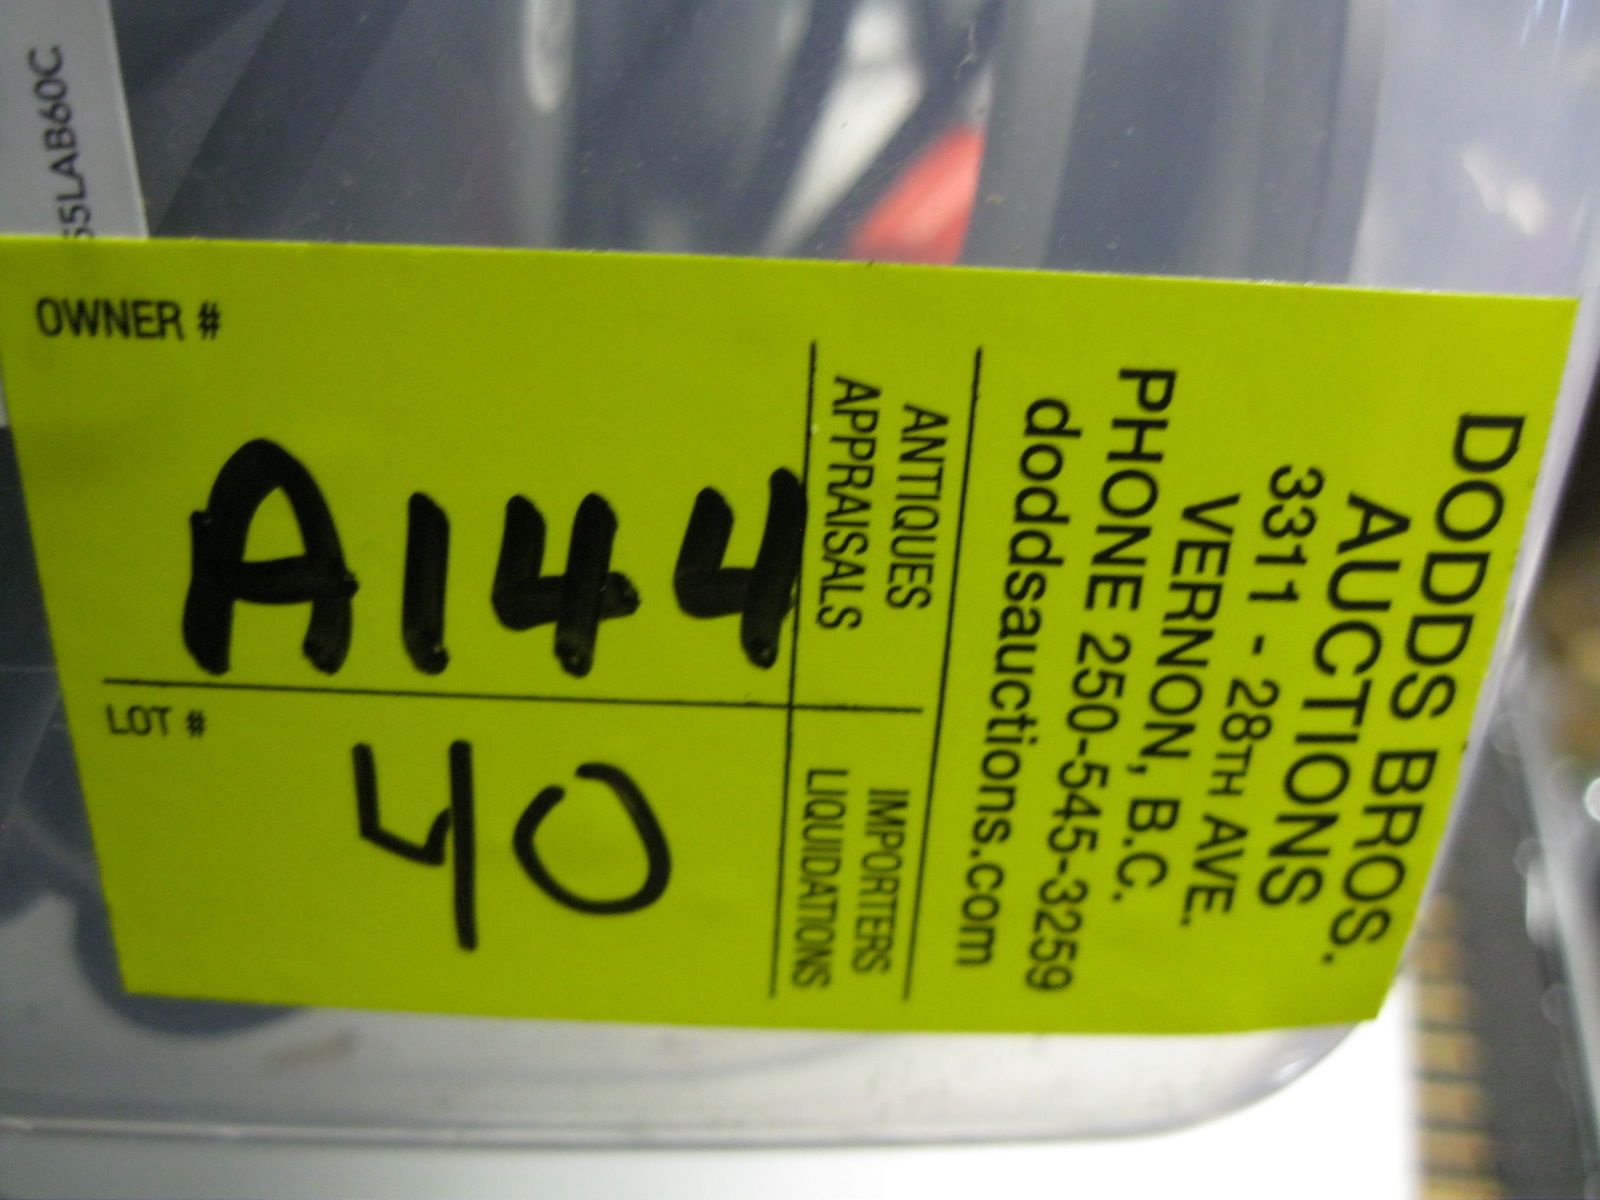 55LAB60C
DODDS BROS.
AUCTIONS
3311 - 28TH AVE.
VERNON, B.C.
PHONE 250-545-3259
doddsauctions.com
ANTIQUES
APPRAISALS
IMPORTERS
LIQUIDATIONS
OWNER #
A144
LOT #
40